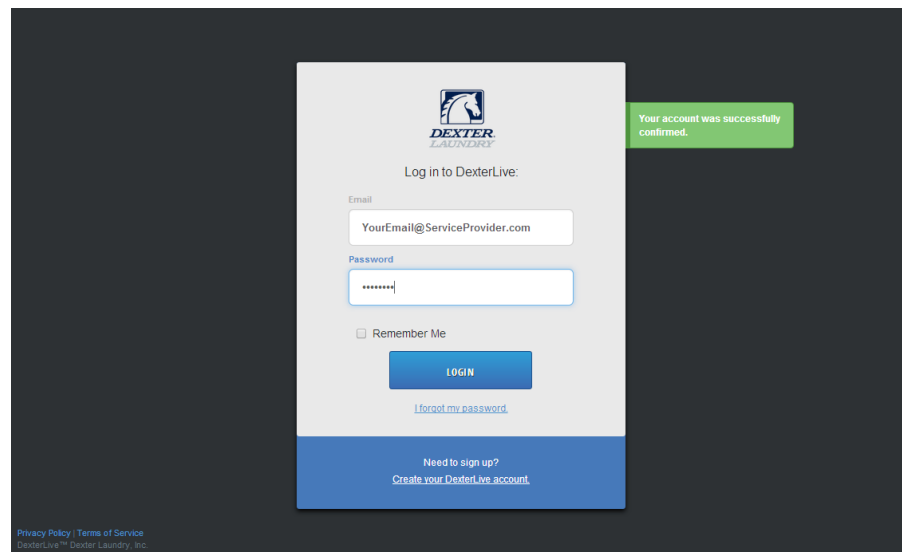 DEXTER
LAUNDRY
Your account was successfully
confirmed.
Log in to DexterLive:
Email
YourEmail@ServiceProvider.com
Password
••••••••
Remember Me
LOGIN
I forgot my password.
Need to sign up?
Create your DexterLive account.
Privacy Policy | Terms of Service
DexterLive™ Dexter Laundry, Inc.